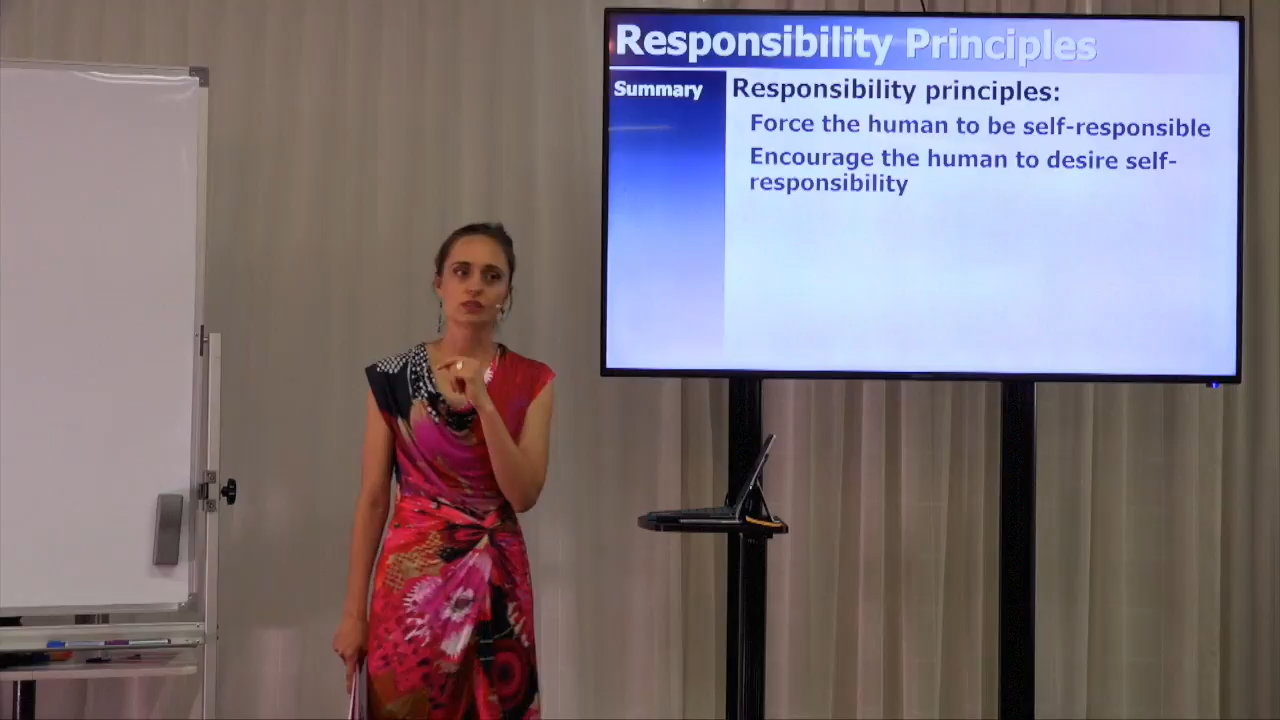 Responsibility Principles
Summary
Responsibility principles:
Force the human to be self-responsible
Encourage the human to desire self-
responsibility